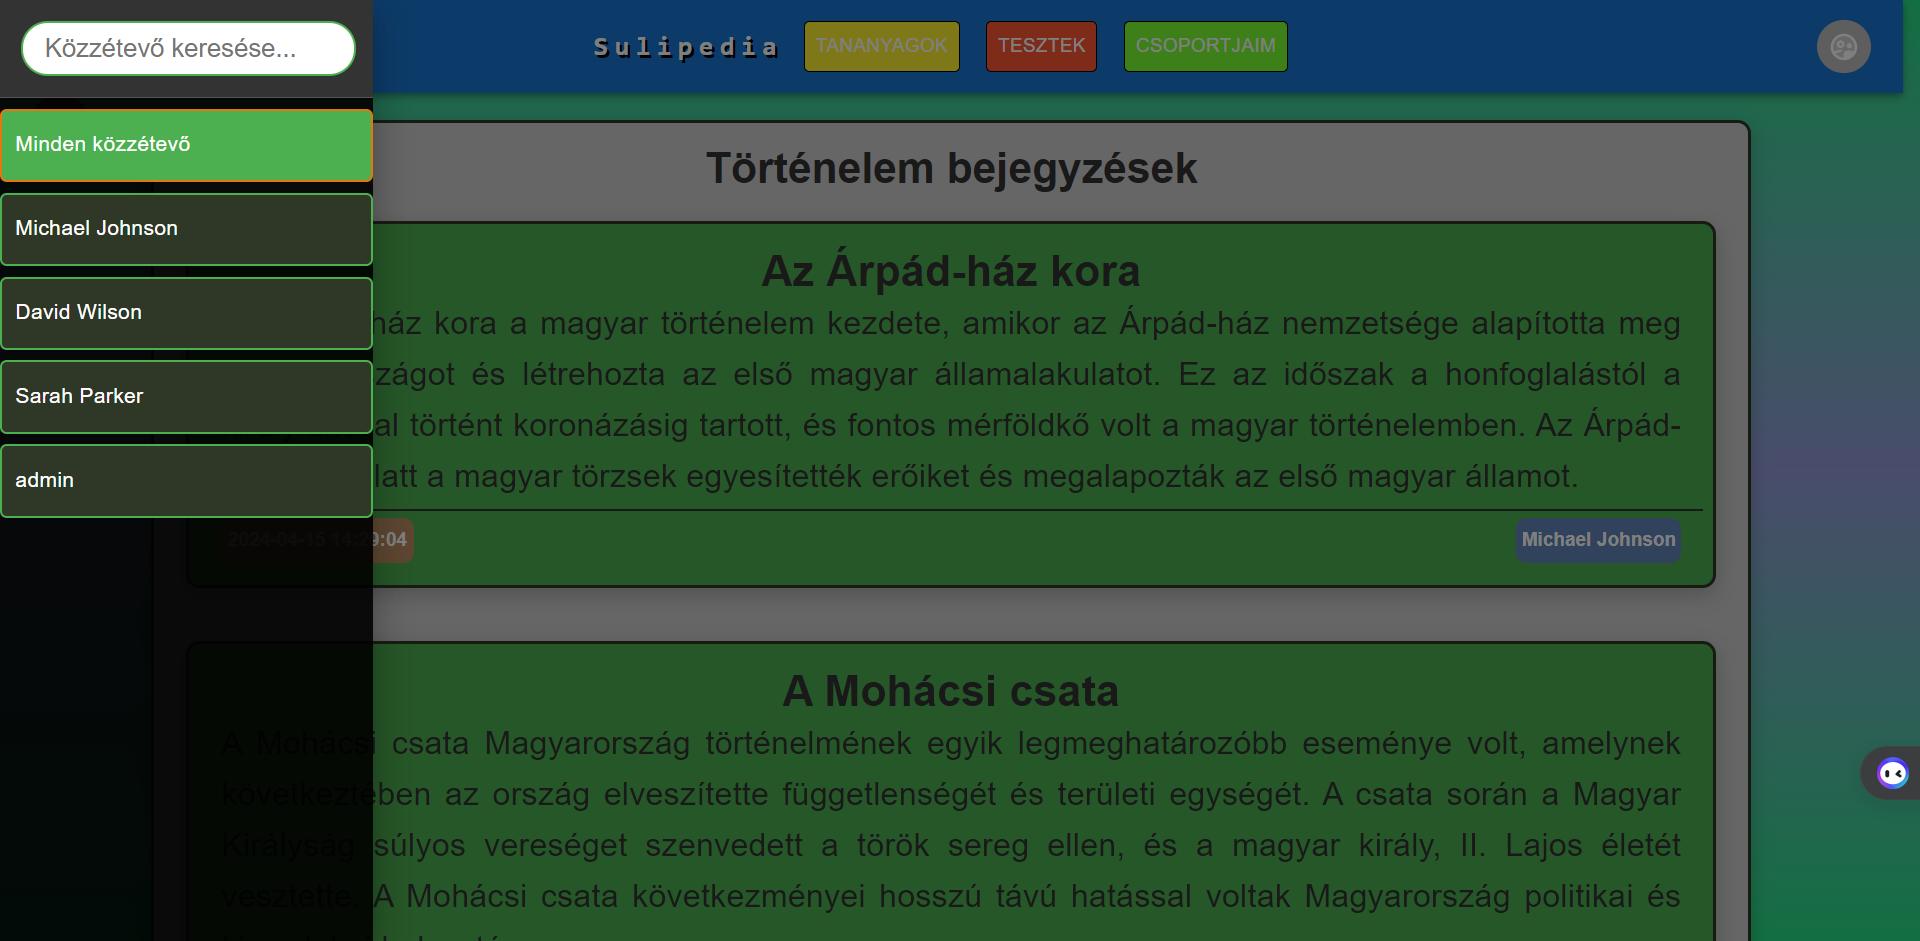 Közzétevő keresése...
Sulipedia
TANANYAGOK
TESZTEK
CSOPORTJAIM
Minden közzétevő
Michael Johnson
David Wilson
Sarah Parker
admin
Történelem bejegyzések
Az Árpád-ház kora
ház kora a magyar történelem kezdete, amikor az Árpád-ház nemzetsége alapította meg
zágot és létrehozta az első magyar államalakulatot. Ez az időszak a honfoglalástól a
al történt koronázásig tartott, és fontos mérföldkő volt a magyar történelemben. Az Árpád-
latt a magyar törzsek egyesítették erőiket és megalapozták az első magyar államot.
2024-04-15 14:29:04
Michael Johnson
A Mohácsi csata
A Mohácsi csata Magyarország történelmének egyik legmeghatározóbb eseménye volt, amelynek
következtében az ország elveszítette függetlenségét és területi egységét. A csata során a Magyar
Királyság súlyos vereséget szenvedett a török sereg ellen, és a magyar király, II. Lajos életét
vesztette. A Mohácsi csata következményei hosszú távú hatással voltak Magyarország politikai és